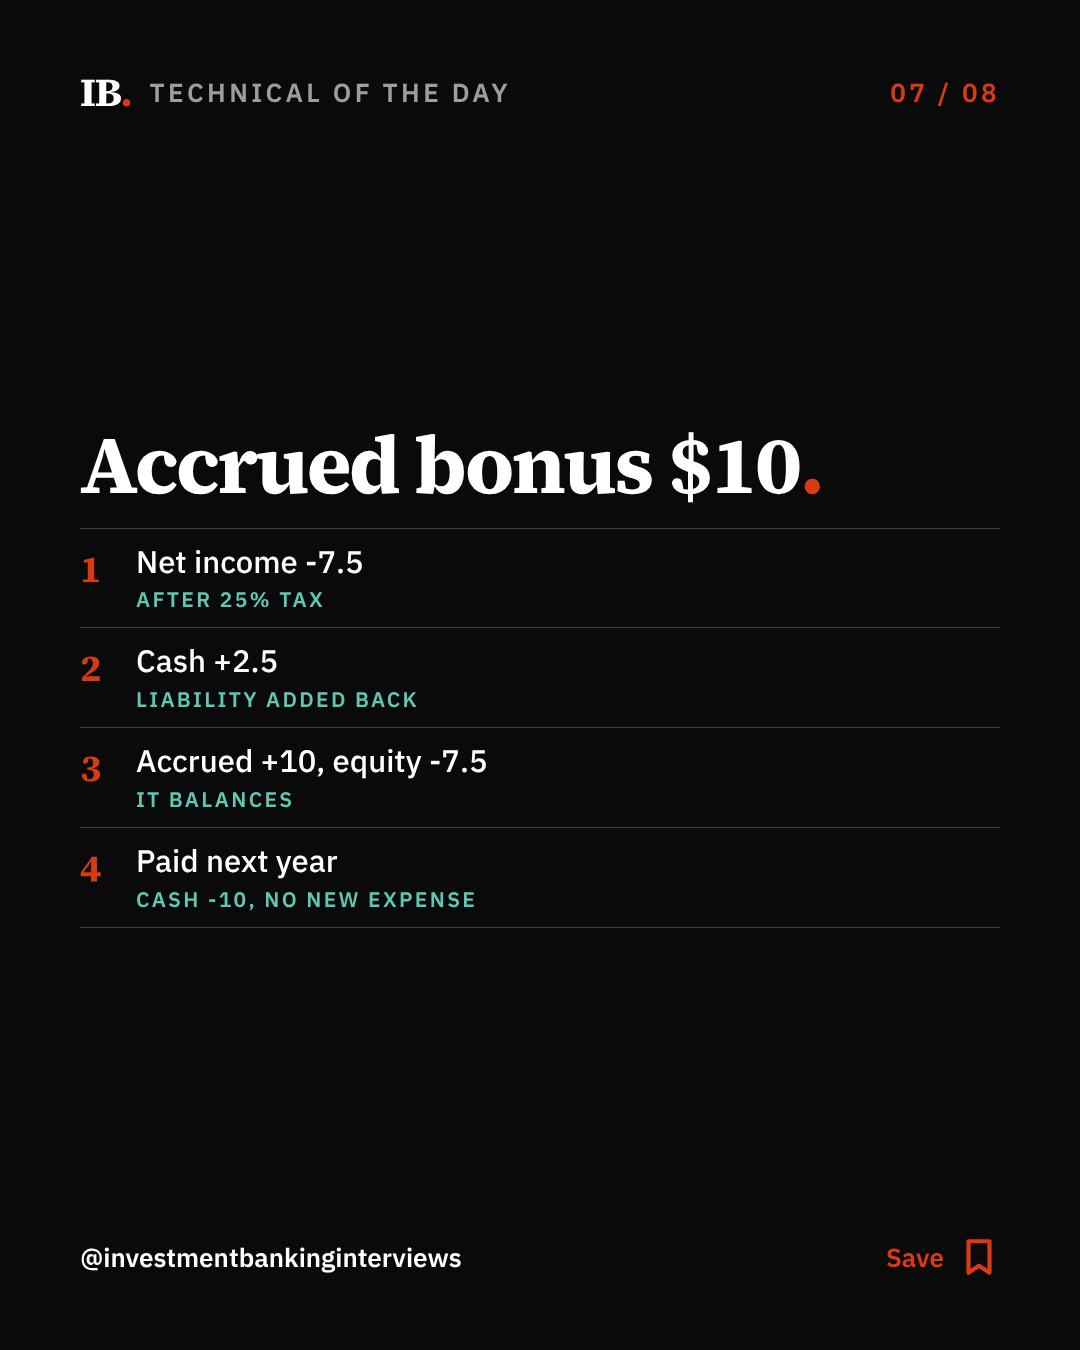 IB. TECHNICAL OF THE DAY
07 / 08
Accrued bonus $10.
1 Net income -7.5
AFTER 25% TAX
2 Cash +2.5
LIABILITY ADDED BACK
3 Accrued +10, equity -7.5
IT BALANCES
4 Paid next year
CASH -10, NO NEW EXPENSE
@investmentbankinginterviews
Save